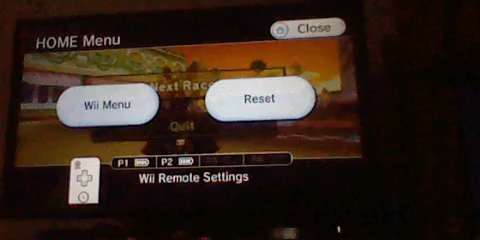 HOME Menu
Close
Next Race
Wii Menu
Reset
Quit
P1 P2
Wii Remote Settings